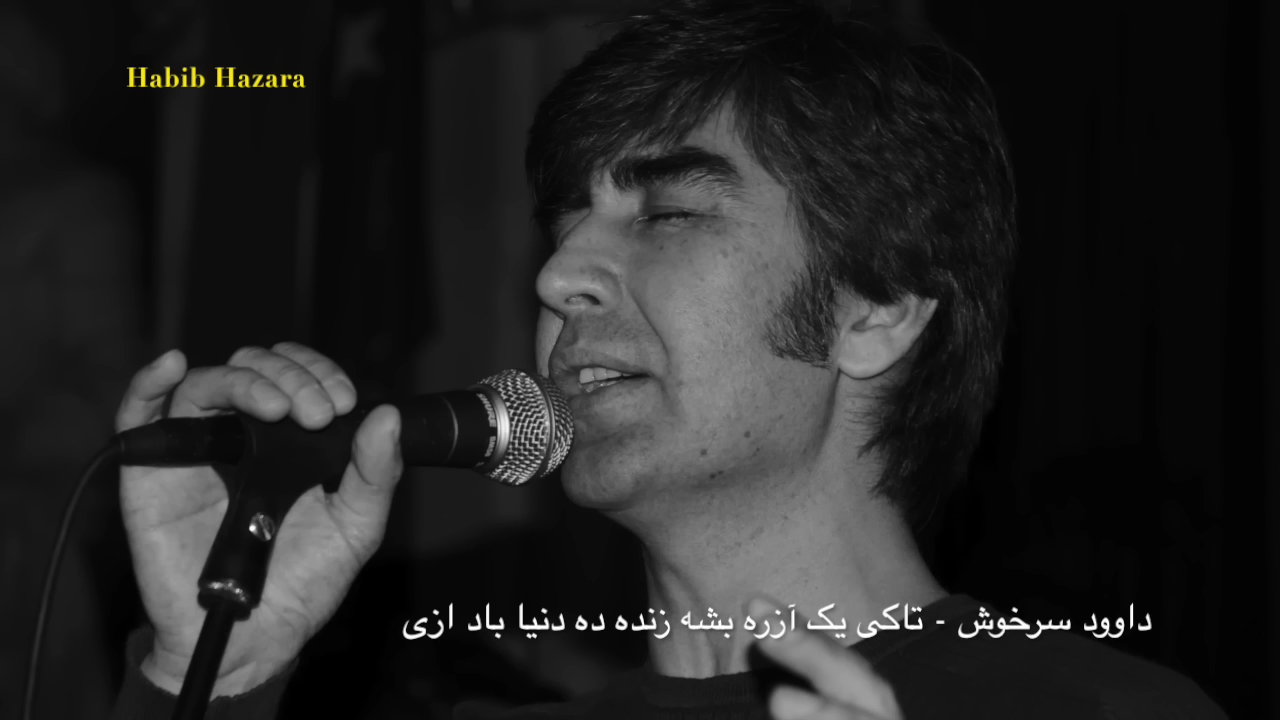 Habib Hazara
داوود سرخوش - تاکی یک آزره بشه زنده ده دنیا باد ازی